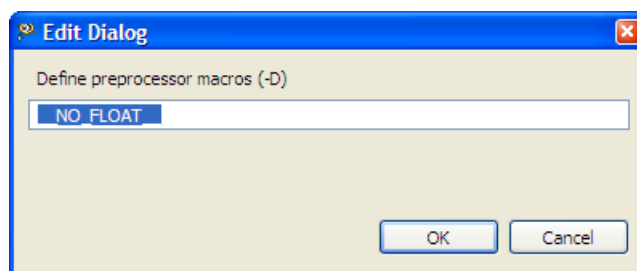 Edit Dialog
Define preprocessor macros (-D)
__NO_FLOAT__
OK Cancel